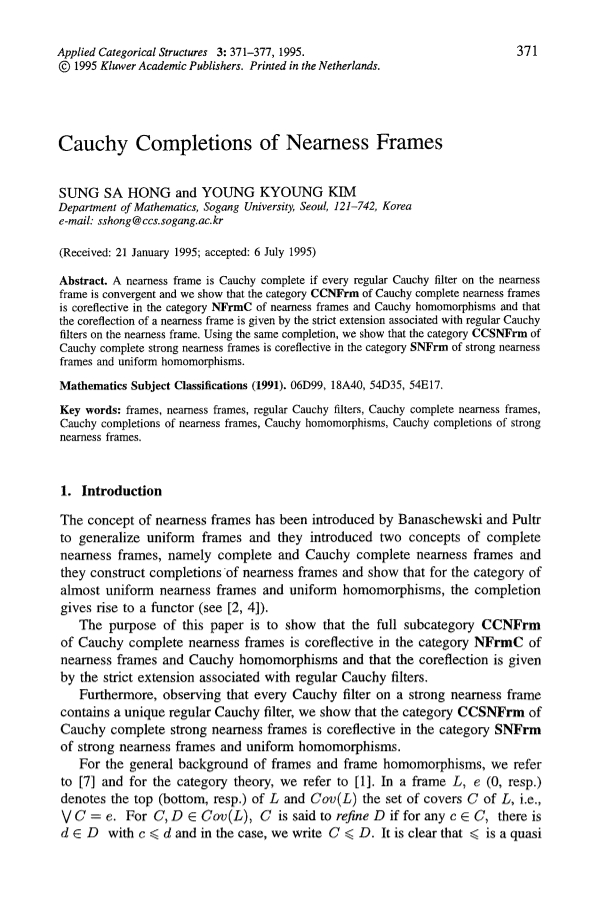 Applied Categorical Structures 3: 371–377, 1995.
371
© 1995 Kluwer Academic Publishers. Printed in the Netherlands.
Cauchy Completions of Nearness Frames
SUNG SA HONG and YOUNG KYOUNG KIM
Department of Mathematics, Sogang University, Seoul, 121–742, Korea
e-mail: sshong@ccs.sogang.ac.kr
(Received: 21 January 1995; accepted: 6 July 1995)
Abstract. A nearness frame is Cauchy complete if every regular Cauchy filter on the nearness
frame is convergent and we show that the category CCNFrm of Cauchy complete nearness frames
is coreflective in the category NFrmC of nearness frames and Cauchy homomorphisms and that
the coreflection of a nearness frame is given by the strict extension associated with regular Cauchy
filters on the nearness frame. Using the same completion, we show that the category CCSNFrm of
Cauchy complete strong nearness frames is coreflective in the category SNFrm of strong nearness
frames and uniform homomorphisms.
Mathematics Subject Classifications (1991). 06D99, 18A40, 54D35, 54E17.
Key words: frames, nearness frames, regular Cauchy filters, Cauchy complete nearness frames,
Cauchy completions of nearness frames, Cauchy homomorphisms, Cauchy completions of strong
nearness frames.
1. Introduction
The concept of nearness frames has been introduced by Banaschewski and Pultr
to generalize uniform frames and they introduced two concepts of complete
nearness frames, namely complete and Cauchy complete nearness frames and
they construct completions of nearness frames and show that for the category of
almost uniform nearness frames and uniform homomorphisms, the completion
gives rise to a functor (see [2, 4]).
The purpose of this paper is to show that the full subcategory CCNFrm
of Cauchy complete nearness frames is coreflective in the category NFrmC of
nearness frames and Cauchy homomorphisms and that the coreflection is given
by the strict extension associated with regular Cauchy filters.
Furthermore, observing that every Cauchy filter on a strong nearness frame
contains a unique regular Cauchy filter, we show that the category CCSNFrm of
Cauchy complete strong nearness frames is coreflective in the category SNFrm
of strong nearness frames and uniform homomorphisms.
For the general background of frames and frame homomorphisms, we refer
to [7] and for the category theory, we refer to [1]. In a frame L, e (0, resp.)
denotes the top (bottom, resp.) of L and Cov(L) the set of covers C of L, i.e.,
⋁ C = e. For C, D ∈ Cov(L), C is said to refine D if for any c ∈ C, there is
d ∈ D with c ⩽ d and in the case, we write C ⩽ D. It is clear that ⩽ is a quasi